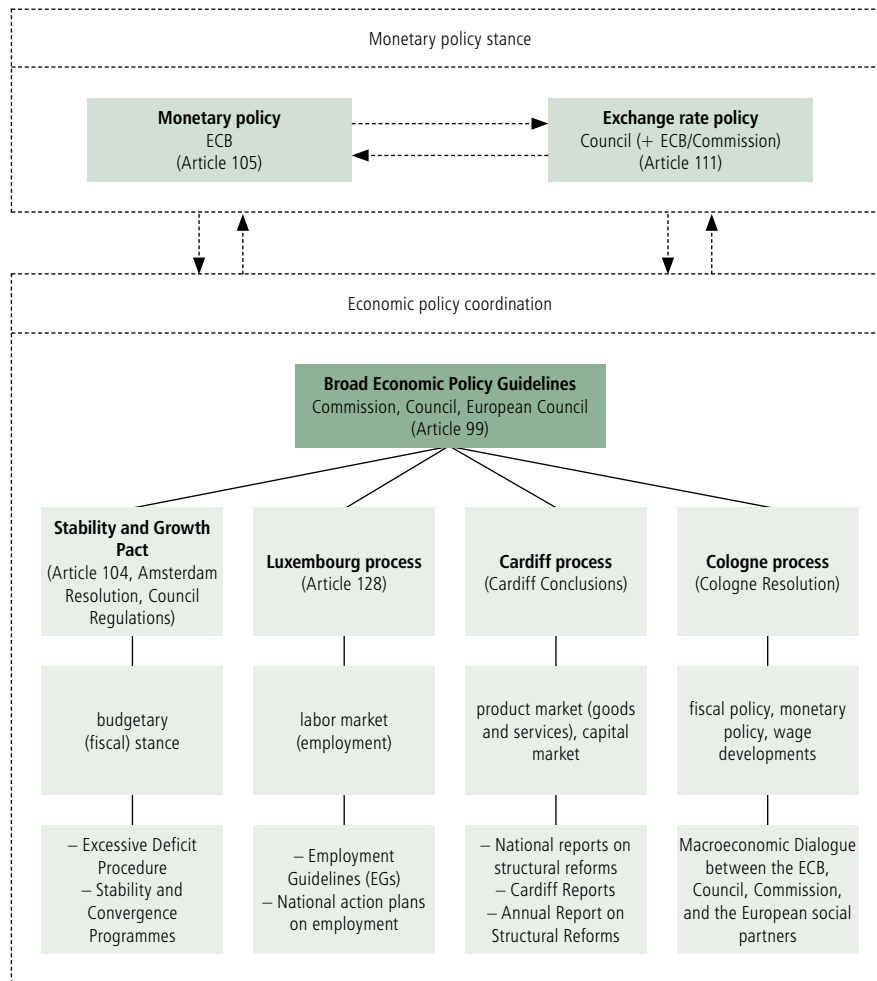 Monetary policy stance
Monetary policy
ECB
(Article 105)
Exchange rate policy
Council (+ ECB/Commission)
(Article 111)
Economic policy coordination
Broad Economic Policy Guidelines
Commission, Council, European Council
(Article 99)
Stability and Growth
Pact
(Article 104, Amsterdam
Resolution, Council
Regulations)
Luxembourg process
(Article 128)
Cardiff process
(Cardiff Conclusions)
Cologne process
(Cologne Resolution)
budgetary
(fiscal) stance
labor market
(employment)
product market (goods
and services), capital
market
fiscal policy, monetary
policy, wage
developments
– Excessive Deficit
Procedure
– Stability and
Convergence
Programmes
– Employment
Guidelines (EGs)
– National action plans
on employment
– National reports on
structural reforms
– Cardiff Reports
– Annual Report on
Structural Reforms
Macroeconomic Dialogue
between the ECB,
Council, Commission,
and the European social
partners